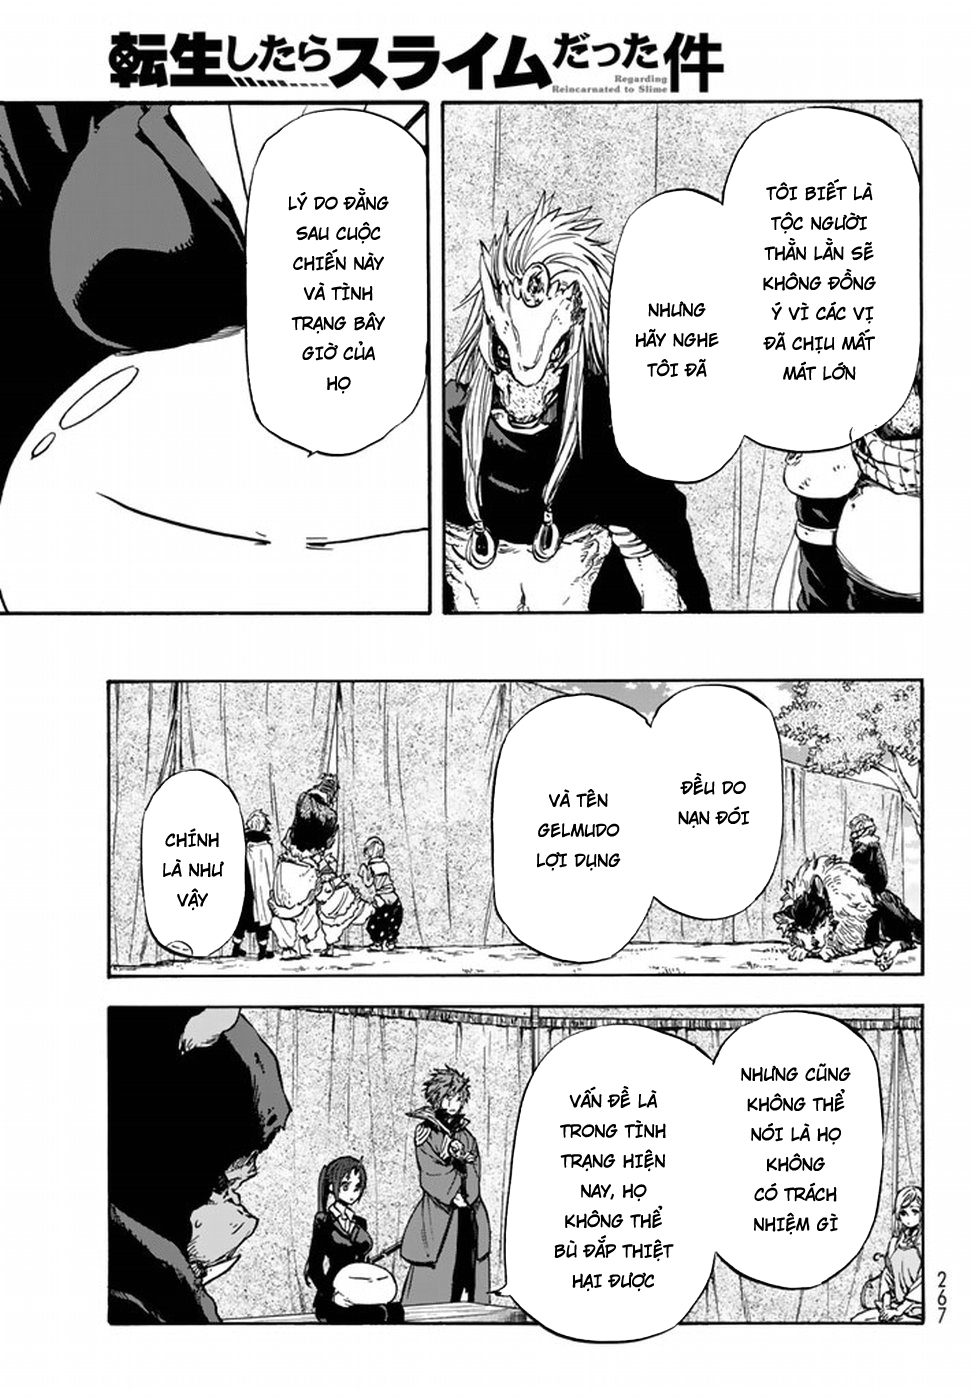 転生したらスライムだった件
Regarding
Reincarnated to Slime
TÔI BIẾT LÀ
TỘC NGƯỜI
THẰN LẰN SẼ
KHÔNG ĐỒNG
Ý VÌ CÁC VỊ
ĐÃ CHỊU MẤT
MÁT LỚN
NHƯNG
HÃY NGHE
TÔI ĐÃ
LÝ DO ĐẰNG
SAU CUỘC
CHIẾN NÀY
VÀ TÌNH
TRẠNG BÂY
GIỜ CỦA
HỌ
ĐỀU DO
NẠN ĐÓI
VÀ TÊN
GELMUDO
LỢI DỤNG
CHÍNH
LÀ NHƯ
VẬY
NHƯNG CŨNG
KHÔNG THỂ
NÓI LÀ HỌ
KHÔNG
CÓ TRÁCH
NHIỆM GÌ
VẤN ĐỀ LÀ
TRONG TÌNH
TRẠNG HIỆN
NAY, HỌ
KHÔNG THỂ
BÙ ĐẮP THIỆT
HẠI ĐƯỢC
267